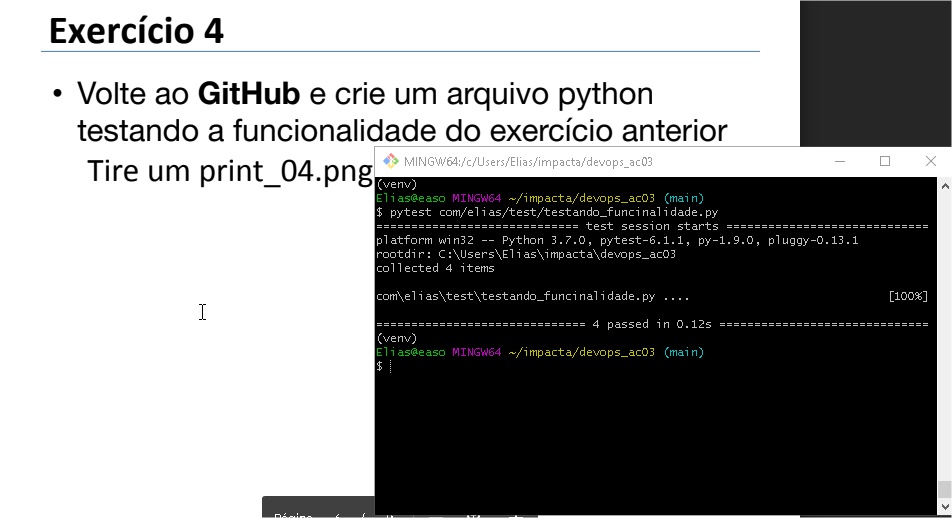 Exercício 4
• Volte ao GitHub e crie um arquivo python
testando a funcionalidade do exercício anterior
Tire um print_04.png
MINGW64:/c/Users/Elias/impacta/devops_ac03
(venv)
Elias@easo MINGW64 ~/impacta/devops_ac03 (main)
$ pytest com/elias/test/testando_funcinalidade.py
============================= test session starts =============================
platform win32 -- Python 3.7.0, pytest-6.1.1, py-1.9.0, pluggy-0.13.1
rootdir: C:\Users\Elias\impacta\devops_ac03
collected 4 items
com\elias\test\testando_funcinalidade.py .... [100%]
============================== 4 passed in 0.12s ==============================
(venv)
Elias@easo MINGW64 ~/impacta/devops_ac03 (main)
$